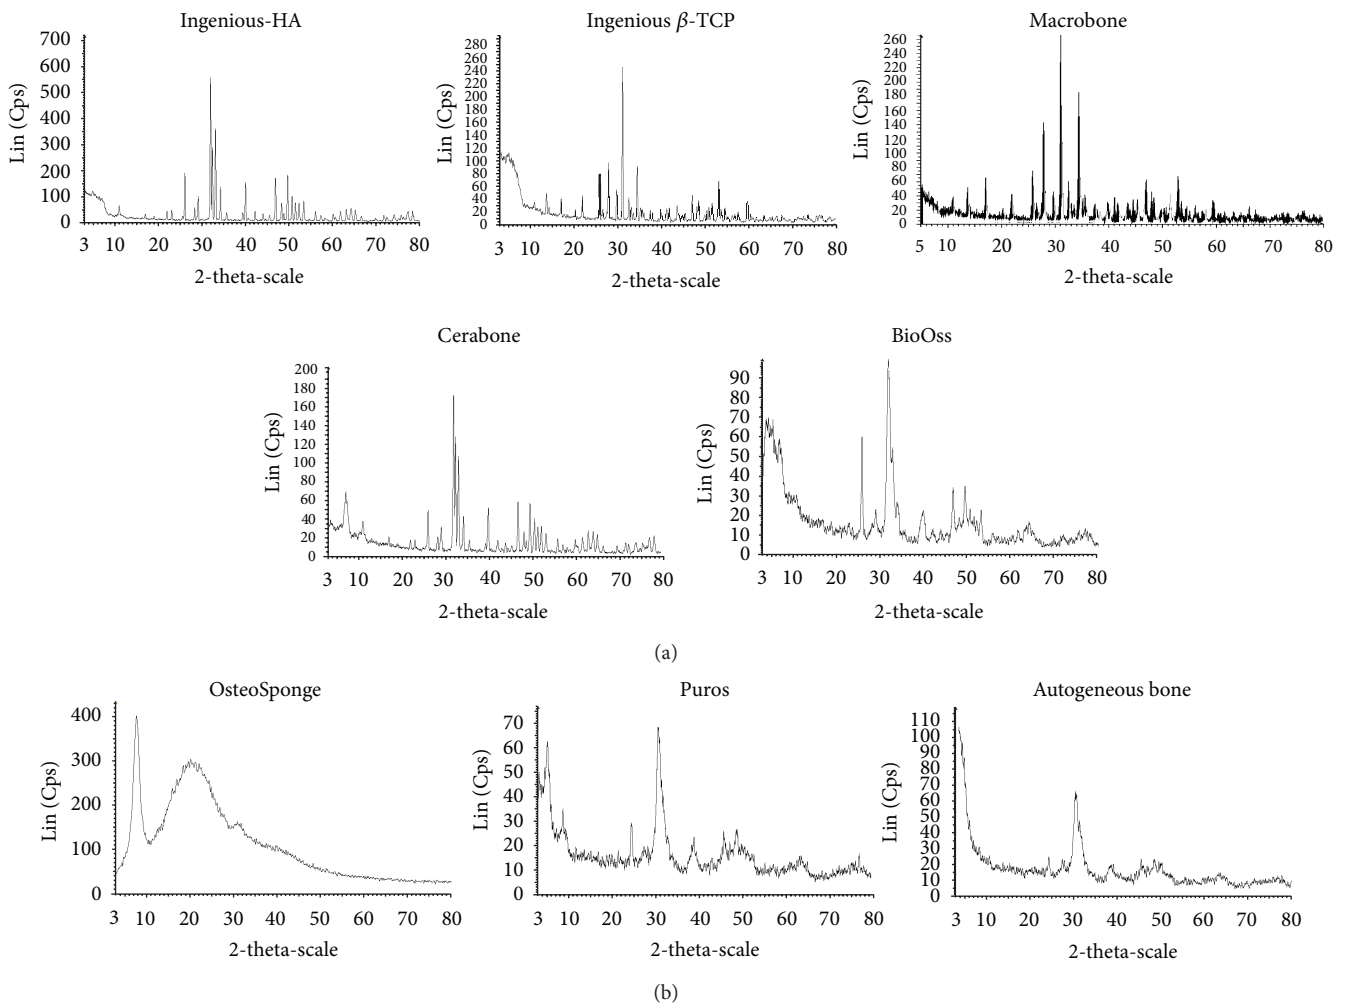 Ingenious-HA
Lin (Cps)
700
600
500
400
300
200
100
0
3 10 20 30 40 50 60 70 80
2-theta-scale
Ingenious β-TCP
Lin (Cps)
280
260
240
220
200
180
160
140
120
100
80
60
40
20
0
3 10 20 30 40 50 60 70 80
2-theta-scale
Macrobone
Lin (Cps)
260
240
220
200
180
160
140
120
100
80
60
40
20
0
5 10 20 30 40 50 60 70 80
2-theta-scale
Cerabone
Lin (Cps)
200
180
160
140
120
100
80
60
40
20
0
3 10 20 30 40 50 60 70 80
2-theta-scale
BioOss
Lin (Cps)
90
80
70
60
50
40
30
20
10
0
3 10 20 30 40 50 60 70 80
2-theta-scale
(a)
OsteoSponge
Lin (Cps)
400
300
200
100
0
3 10 20 30 40 50 60 70 80
2-theta-scale
Puros
Lin (Cps)
70
60
50
40
30
20
10
0
3 10 20 30 40 50 60 70 80
2-theta-scale
Autogeneous bone
Lin (Cps)
110
100
90
80
70
60
50
40
30
20
10
0
3 10 20 30 40 50 60 70 80
2-theta-scale
(b)